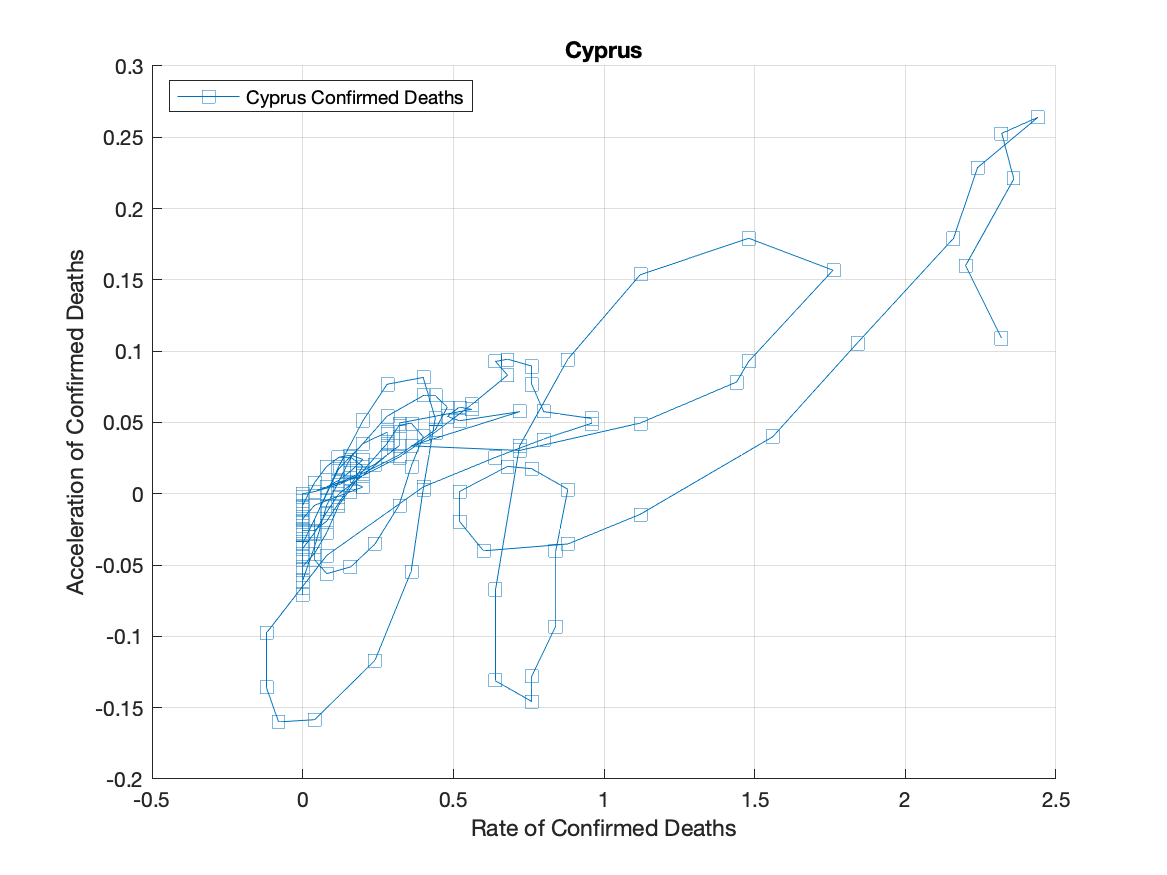 Cyprus
Cyprus Confirmed Deaths
0.3
0.25
0.2
0.15
0.1
0.05
0
-0.05
-0.1
-0.15
-0.2
Acceleration of Confirmed Deaths
-0.5 0 0.5 1 1.5 2 2.5
Rate of Confirmed Deaths